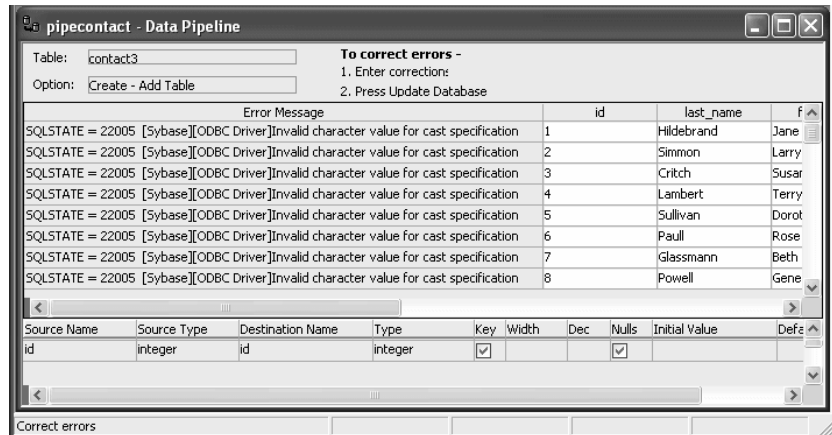 pipecontact - Data Pipeline
Table: contact3
Option: Create - Add Table
To correct errors -
1. Enter corrections
2. Press Update Database
Error Message id last_name f
SQLSTATE = 22005 [Sybase][ODBC Driver]Invalid character value for cast specification 1 Hildebrand Jane
SQLSTATE = 22005 [Sybase][ODBC Driver]Invalid character value for cast specification 2 Simmon Larry
SQLSTATE = 22005 [Sybase][ODBC Driver]Invalid character value for cast specification 3 Critch Susan
SQLSTATE = 22005 [Sybase][ODBC Driver]Invalid character value for cast specification 4 Lambert Terry
SQLSTATE = 22005 [Sybase][ODBC Driver]Invalid character value for cast specification 5 Sullivan Dorot
SQLSTATE = 22005 [Sybase][ODBC Driver]Invalid character value for cast specification 6 Paull Rose
SQLSTATE = 22005 [Sybase][ODBC Driver]Invalid character value for cast specification 7 Glassmann Beth
SQLSTATE = 22005 [Sybase][ODBC Driver]Invalid character value for cast specification 8 Powell Gene
Source Name Source Type Destination Name Type Key Width Dec Nulls Initial Value Defa
id integer id integer
Correct errors